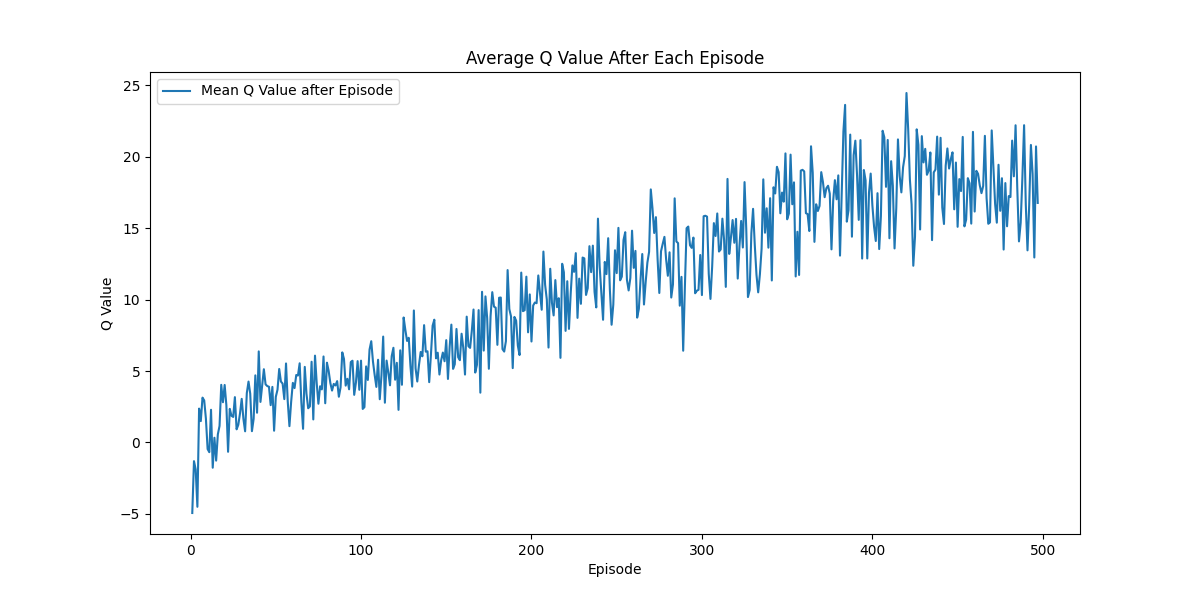 Average Q Value After Each Episode
Mean Q Value after Episode
Q Value
25
20
15
10
5
0
−5
0 100 200 300 400 500
Episode